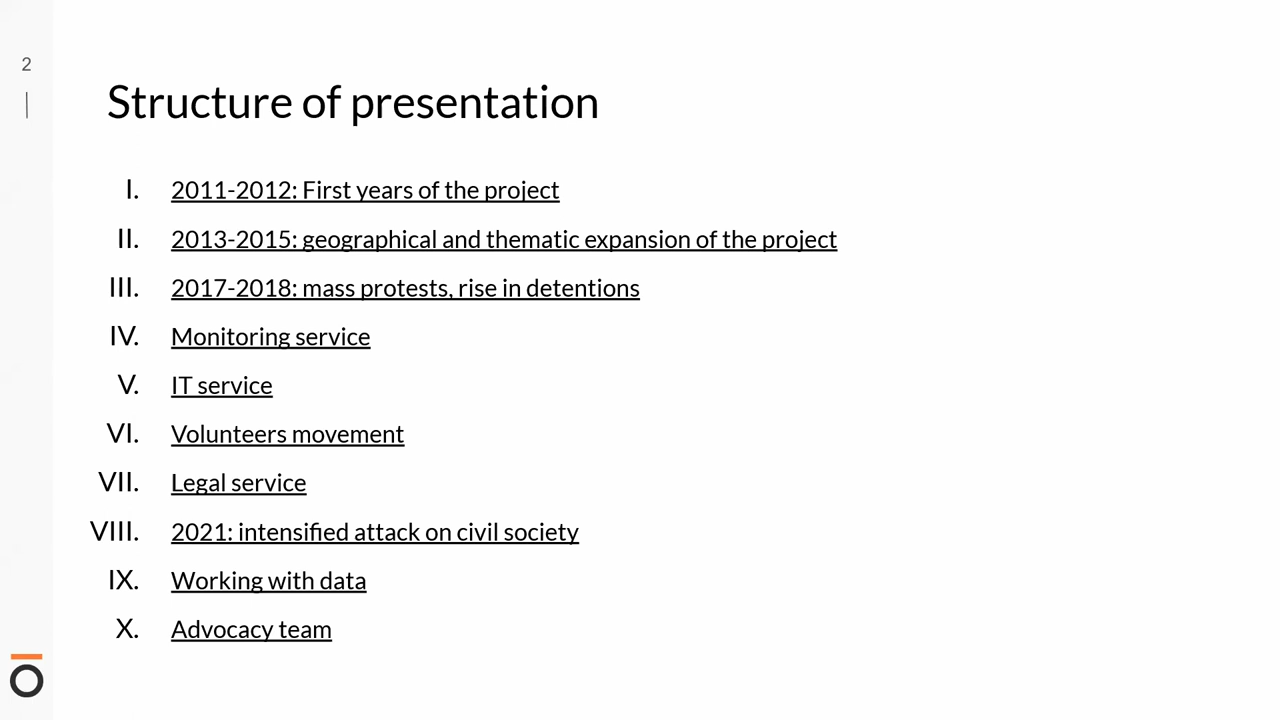 2
Structure of presentation
I. 2011-2012: First years of the project
II. 2013-2015: geographical and thematic expansion of the project
III. 2017-2018: mass protests, rise in detentions
IV. Monitoring service
V. IT service
VI. Volunteers movement
VII. Legal service
VIII. 2021: intensified attack on civil society
IX. Working with data
X. Advocacy team